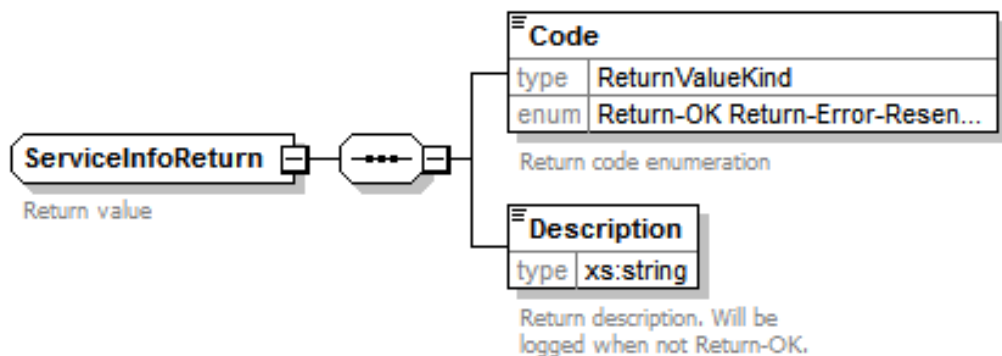 Code
type ReturnValueKind
enum Return-OK Return-Error-Resen...
Return code enumeration
ServiceInfoReturn
Return value
Description
type xs:string
Return description. Will be
logged when not Return-OK.